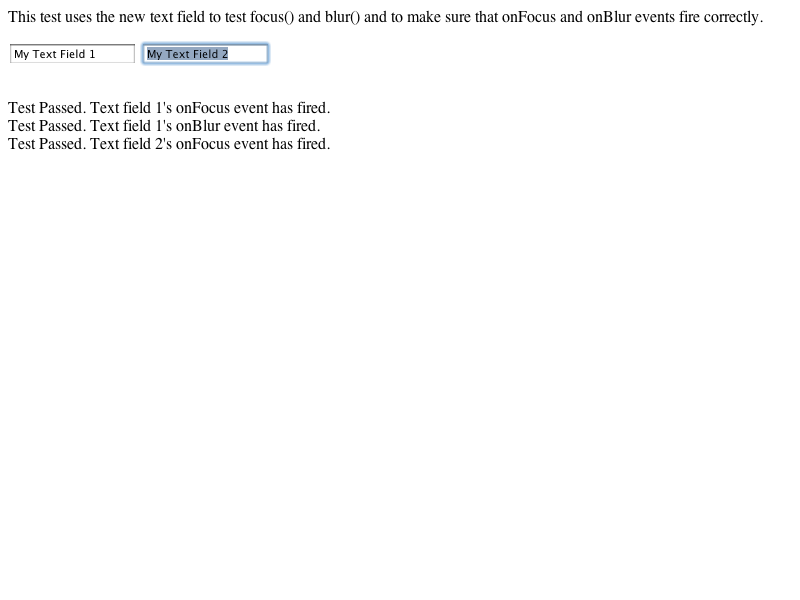 This test uses the new text field to test focus() and blur() and to make sure that onFocus and onBlur events fire correctly.
My Text Field 1 My Text Field 2
Test Passed. Text field 1's onFocus event has fired.
Test Passed. Text field 1's onBlur event has fired.
Test Passed. Text field 2's onFocus event has fired.